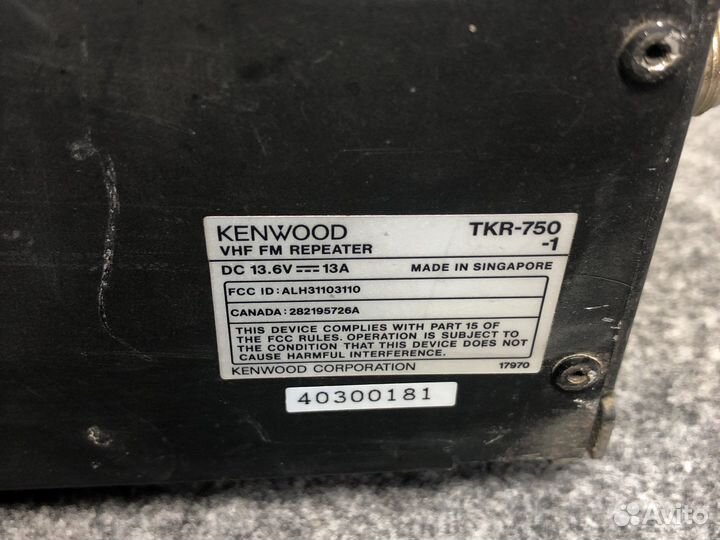 KENWOOD TKR-750
VHF FM REPEATER -1
DC 13.6V⎓13A MADE IN SINGAPORE
FCC ID: ALH31103110
CANADA: 282195726A
THIS DEVICE COMPLIES WITH PART 15 OF
THE FCC RULES. OPERATION IS SUBJECT TO
THE CONDITION THAT THIS DEVICE DOES NOT
CAUSE HARMFUL INTERFERENCE.
KENWOOD CORPORATION 17970
40300181
Avito